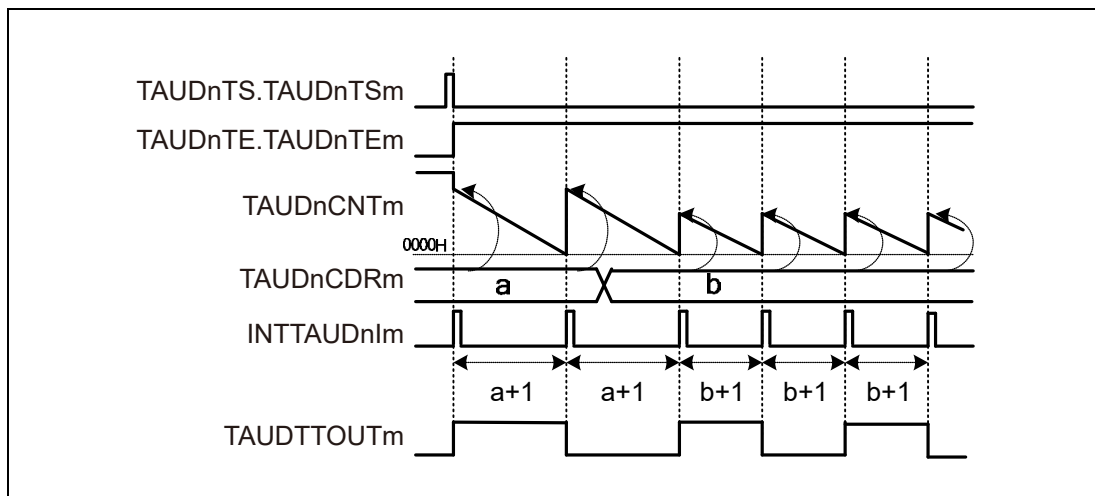 TAUDnTS.TAUDnTSm
TAUDnTE.TAUDnTEm
TAUDnCNTm
0000H
TAUDnCDRm
a b
INTTAUDnIm
a+1 a+1 b+1 b+1 b+1
TAUDTTOUTm